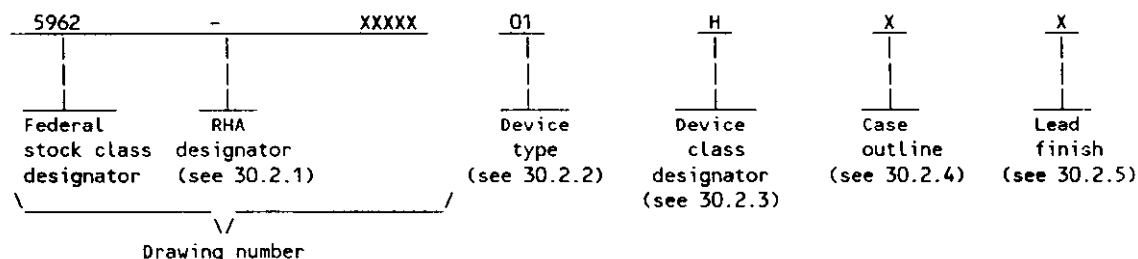 5962 - XXXXX 01 H X X
Federal RHA Device Device Case Lead
stock class designator type class outline finish
designator (see 30.2.1) (see 30.2.2) designator (see 30.2.4) (see 30.2.5)
(see 30.2.3)
Drawing number